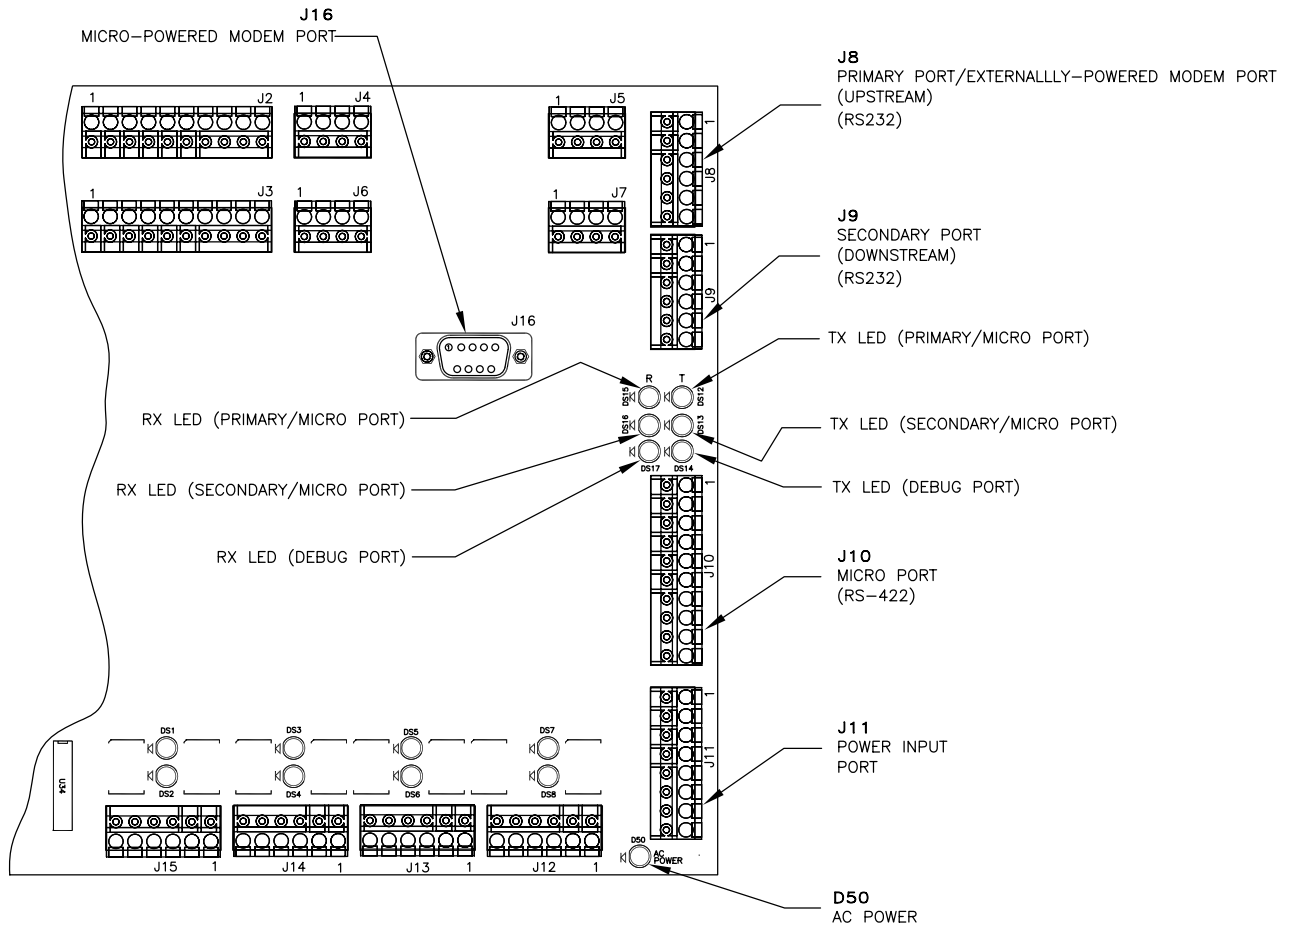 J16
MICRO-POWERED MODEM PORT
J8
PRIMARY PORT/EXTERNALLLY-POWERED MODEM PORT
(UPSTREAM)
(RS232)
1
J2
1
J4
1
J5
1
J8
1
J3
1
J6
1
J7
J9
SECONDARY PORT
(DOWNSTREAM)
(RS232)
1
J9
J16
1
TX LED (PRIMARY/MICRO PORT)
R
T
DS15
DS12
RX LED (PRIMARY/MICRO PORT)
DS16
DS13
TX LED (SECONDARY/MICRO PORT)
DS17
DS14
RX LED (SECONDARY/MICRO PORT)
TX LED (DEBUG PORT)
1
RX LED (DEBUG PORT)
J10
J10
MICRO PORT
(RS-422)
1
J11
J11
POWER INPUT
PORT
DS1
DS3
DS5
DS7
U34
DS2
DS4
DS6
DS8
D50
AC
POWER
J15
1
J14
1
J13
1
J12
1
D50
AC POWER